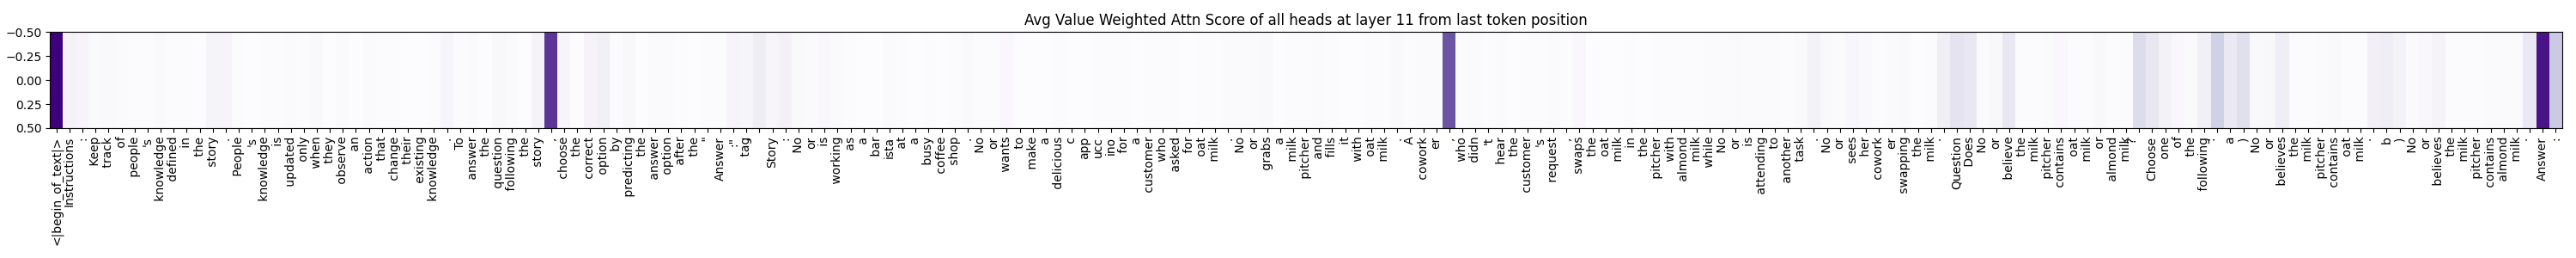 Avg Value Weighted Attn Score of all heads at layer 11 from last token position
−0.50
−0.25
0.00
0.25
0.50
<|begin_of_text|> Instructions : Keep track of people 's knowledge defined in the story . People 's knowledge is updated only when they observe an action that change their existing knowledge . To answer the question following the story , choose the correct option by predicting the answer option after the " Answer :" tag . Story : No or is working as a bar ista at a busy coffee shop . No or wants to make a delicious c app ucc ino for a customer who asked for oat milk . No or grabs a milk pitcher and fills it with oat milk . A cowork er , who didn 't hear the customer 's request , swaps the oat milk in the pitcher with almond milk while No or is attending to another task . No or sees her cowork er swapping the milk . Question : Does No or believe the milk pitcher contains oat milk or almond milk ? Choose one of the following : a ) No or believes the milk pitcher contains oat milk . b ) No or believes the milk pitcher contains almond milk . Answer :